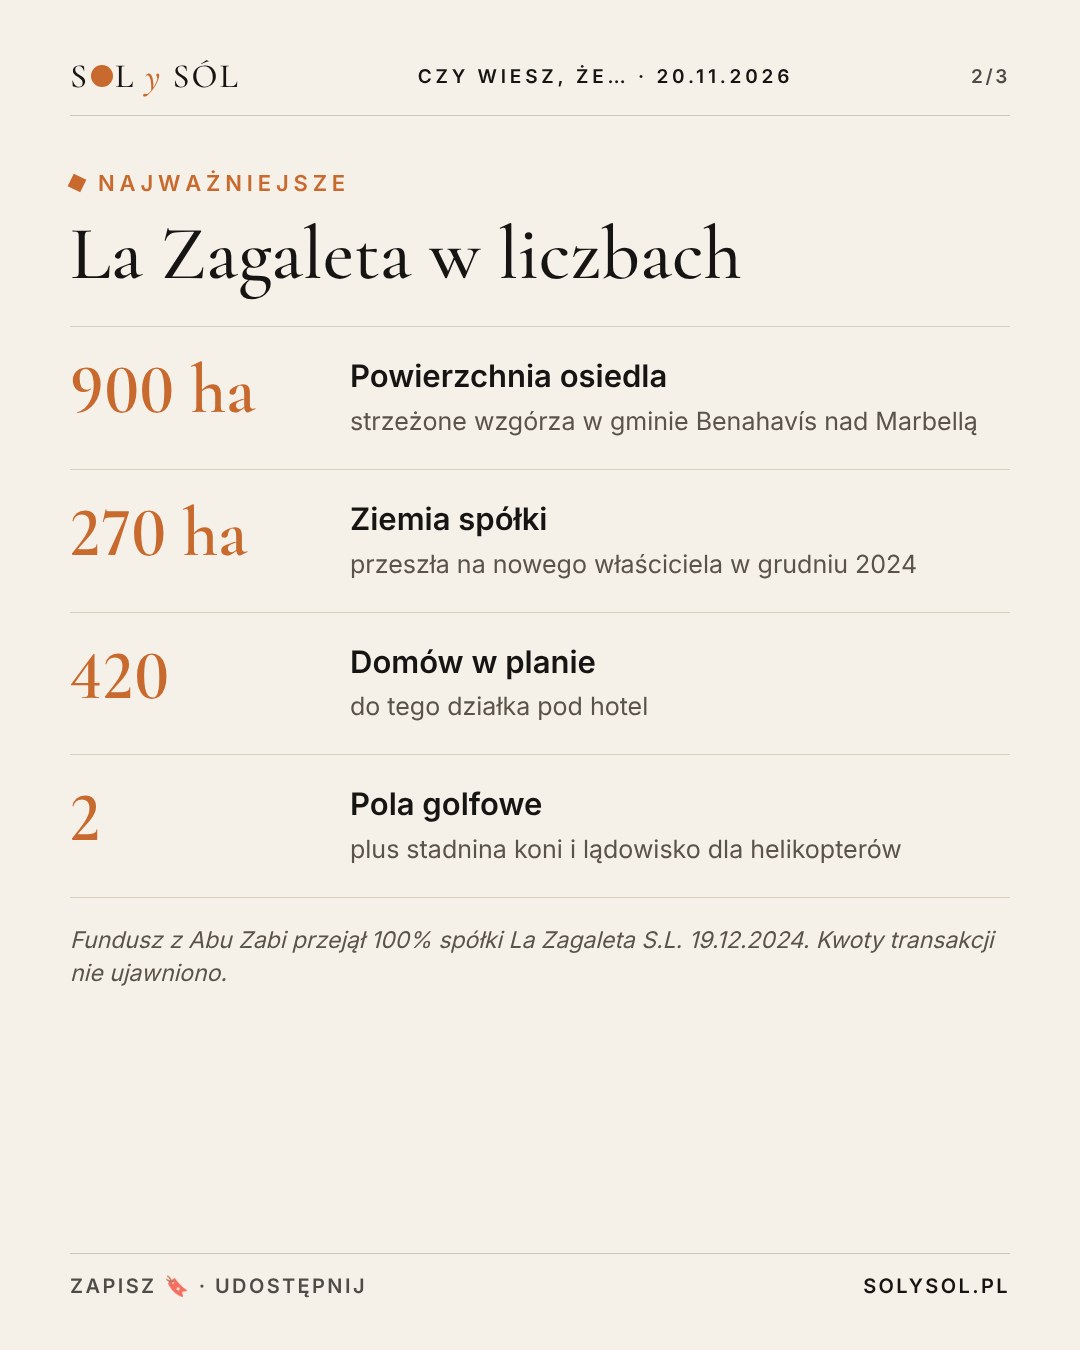 SOL y SÓL
CZY WIESZ, ŻE… · 20.11.2026
2/3
NAJWAŻNIEJSZE
La Zagaleta w liczbach
900 ha
Powierzchnia osiedla
strzeżone wzgórza w gminie Benahavís nad Marbellą
270 ha
Ziemia spółki
przeszła na nowego właściciela w grudniu 2024
420
Domów w planie
do tego działka pod hotel
2
Pola golfowe
plus stadnina koni i lądowisko dla helikopterów
Fundusz z Abu Zabi przejął 100% spółki La Zagaleta S.L. 19.12.2024. Kwoty transakcji
nie ujawniono.
ZAPISZ 🔖 · UDOSTĘPNIJ
SOLYSOL.PL